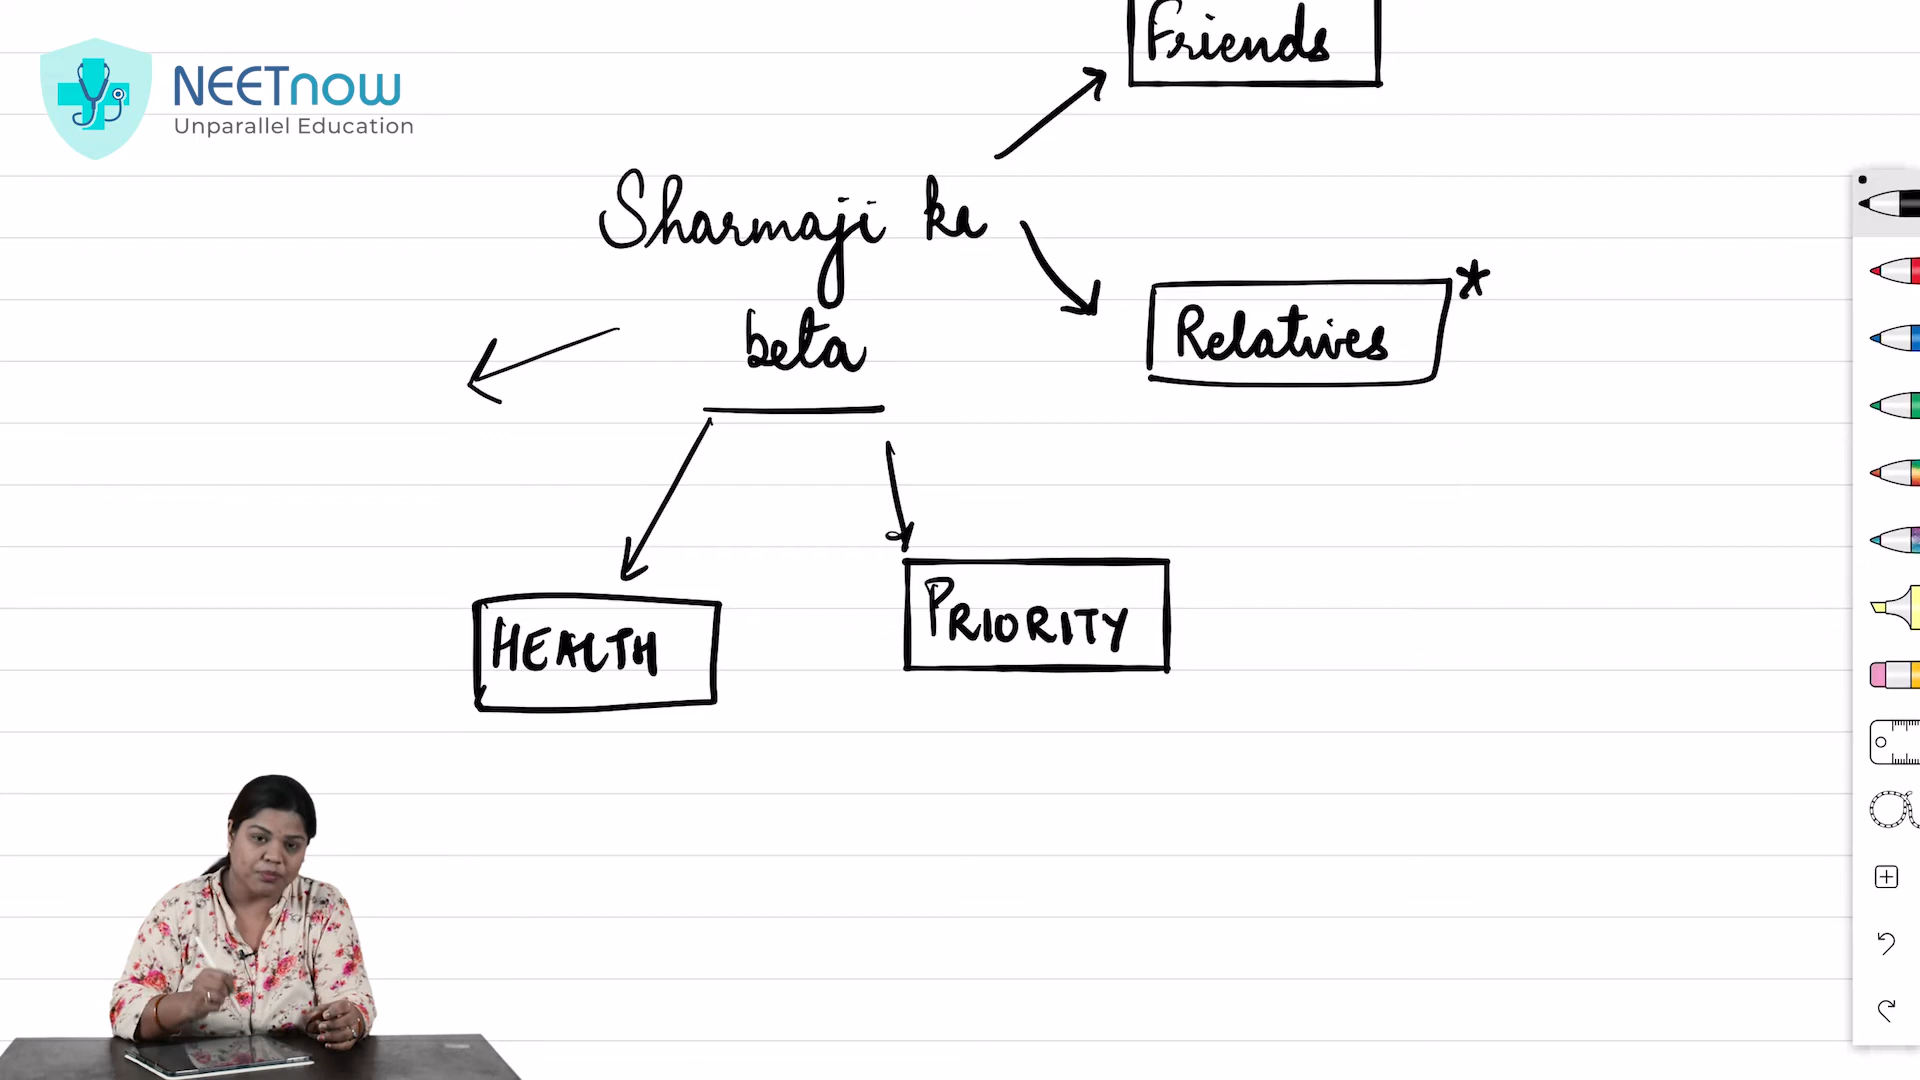 NEETnow
Unparallel Education
Friends
Sharmaji ka
beta
Relatives *
HEALTH
PRIORITY